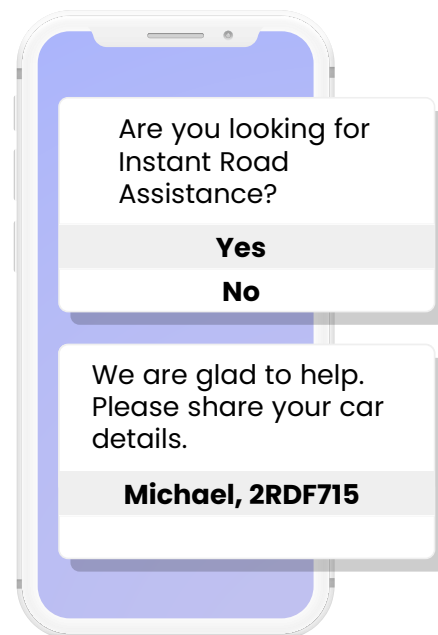 Are you looking for
Instant Road
Assistance?
Yes
No
We are glad to help.
Please share your car
details.
Michael, 2RDF715